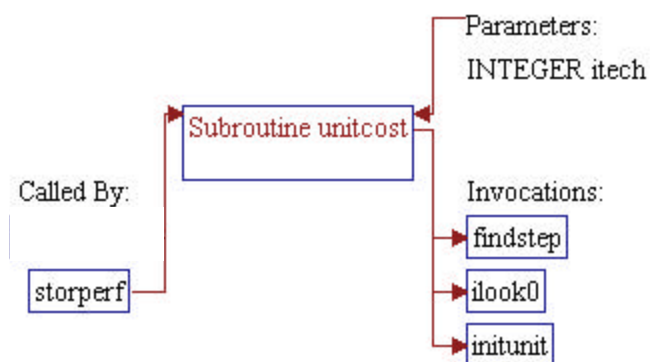 Parameters:
INTEGER itech
Subroutine unitcost
Called By:
storperf
Invocations:
findstep
ilook0
initunit